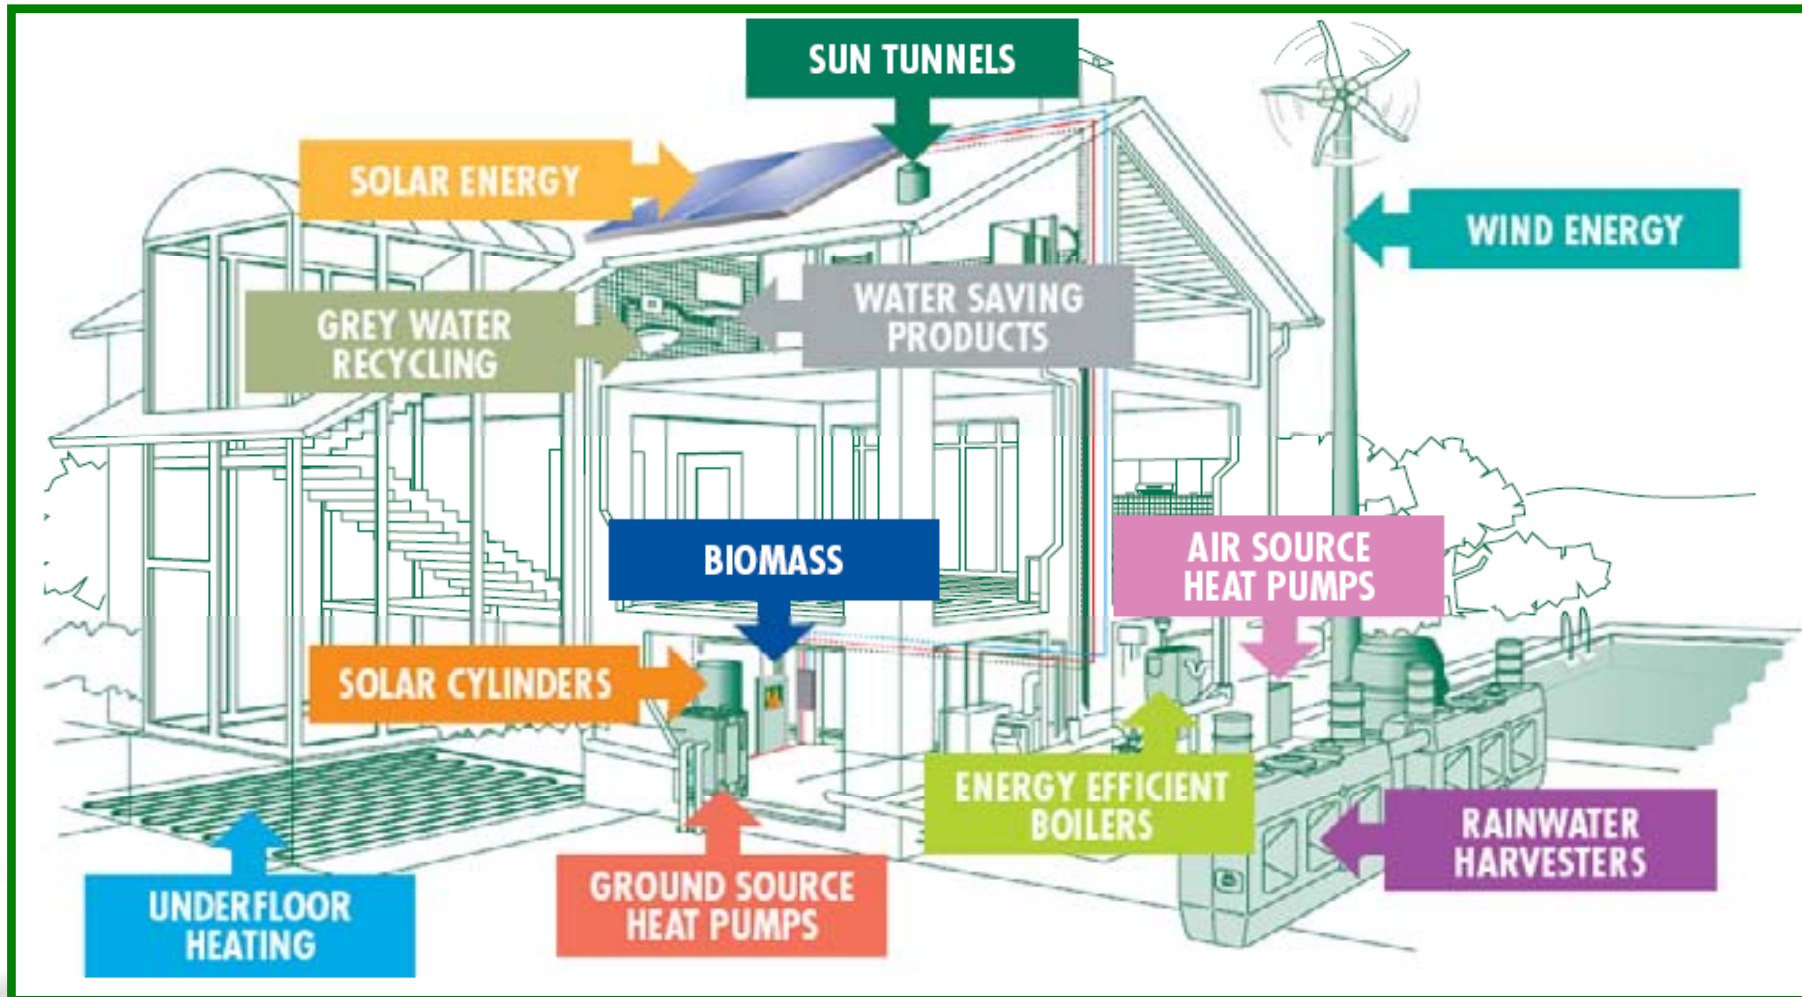 SUN TUNNELS
SOLAR ENERGY
WIND ENERGY
GREY WATER
RECYCLING
WATER SAVING
PRODUCTS
BIOMASS
AIR SOURCE
HEAT PUMPS
SOLAR CYLINDERS
ENERGY EFFICIENT
BOILERS
RAINWATER
HARVESTERS
UNDERFLOOR
HEATING
GROUND SOURCE
HEAT PUMPS